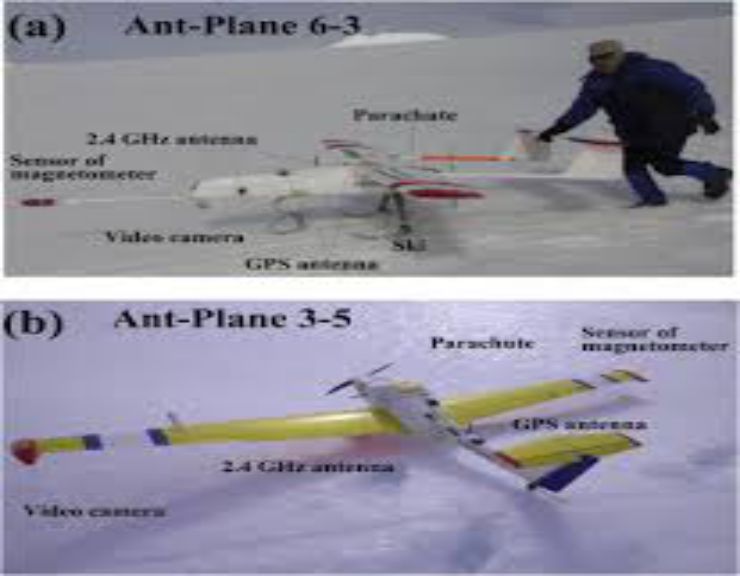 (a) Ant-Plane 6-3
Parachute
2.4 GHz antenna
Sensor of
magnetometer
Video camera
Ski
GPS antenna
(b) Ant-Plane 3-5
Parachute
Sensor of
magnetometer
GPS antenna
2.4 GHz antenna
Video camera